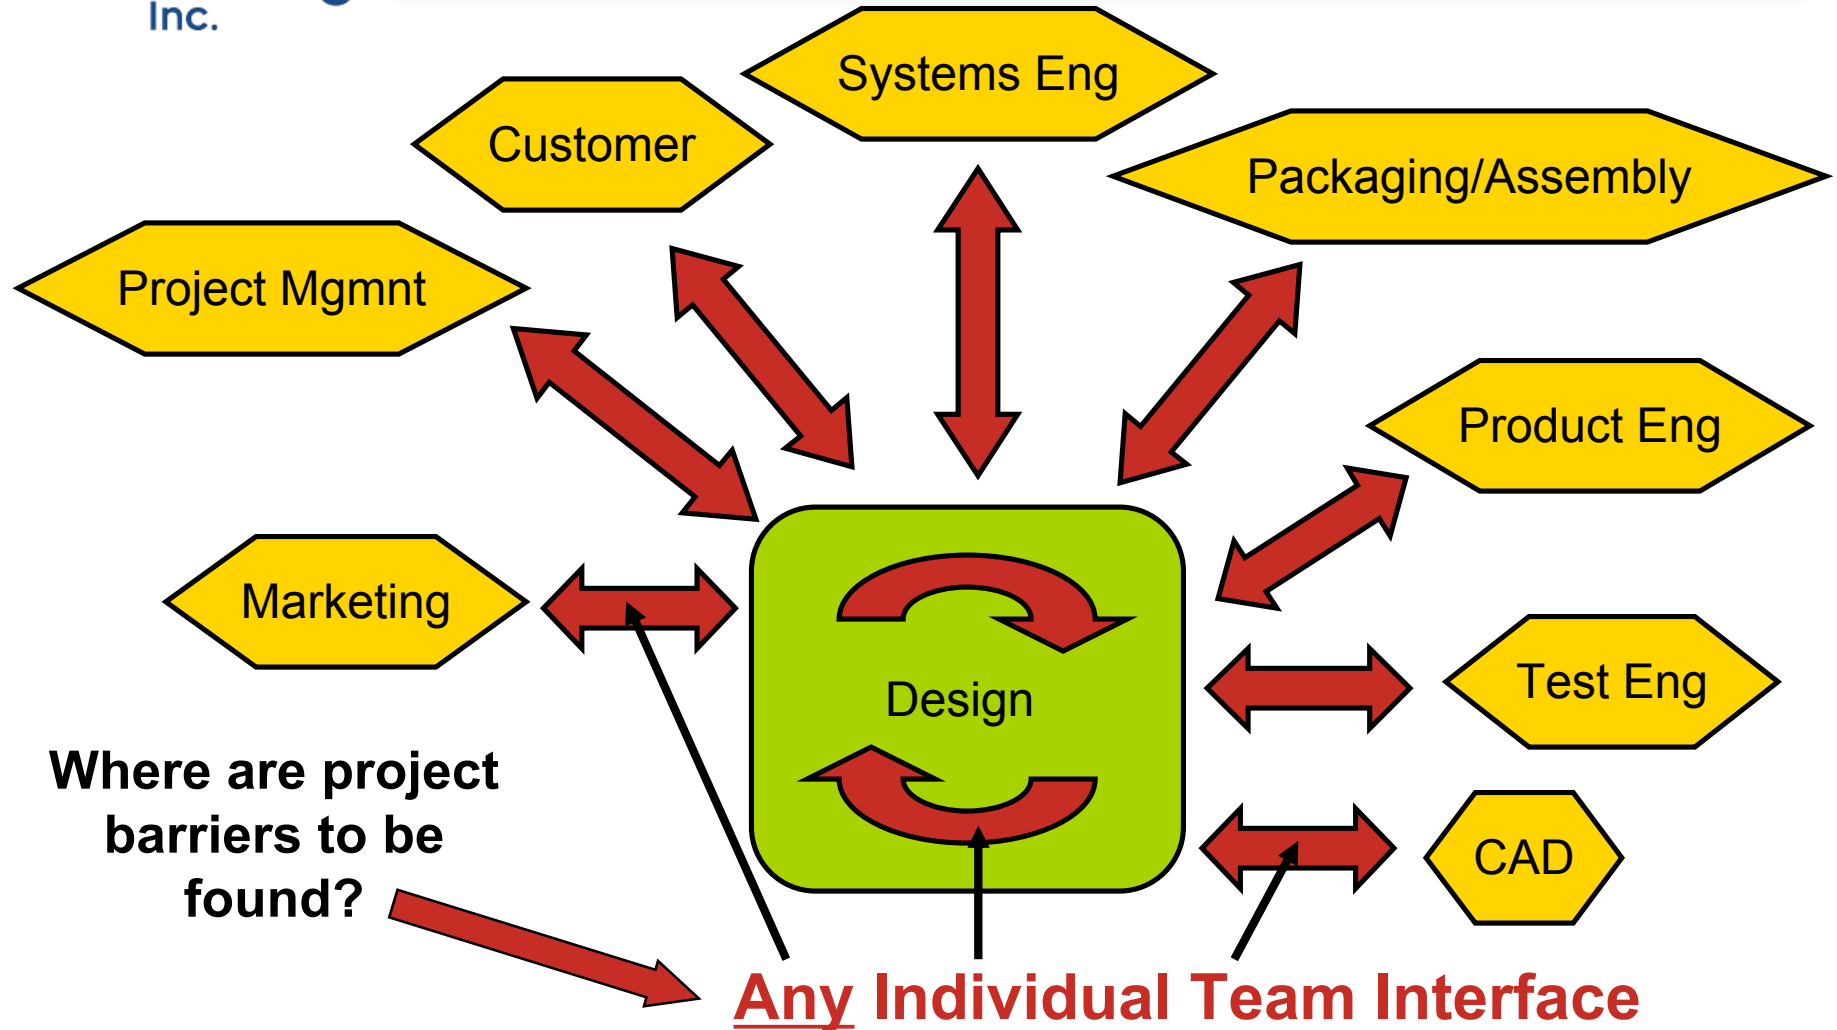 Inc.
Systems Eng
Customer
Packaging/Assembly
Project Mgmnt
Product Eng
Marketing
Test Eng
Design
CAD
Where are project
barriers to be
found?
Any Individual Team Interface